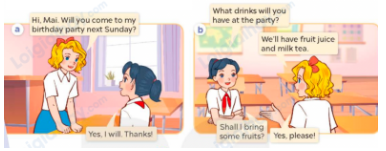 a
Hi, Mai. Will you come to my
birthday party next Sunday?
Yes, I will. Thanks!
b
What drinks will you
have at the party?
We'll have fruit juice
and milk tea.
Shall I bring
some fruits?
Yes, please!